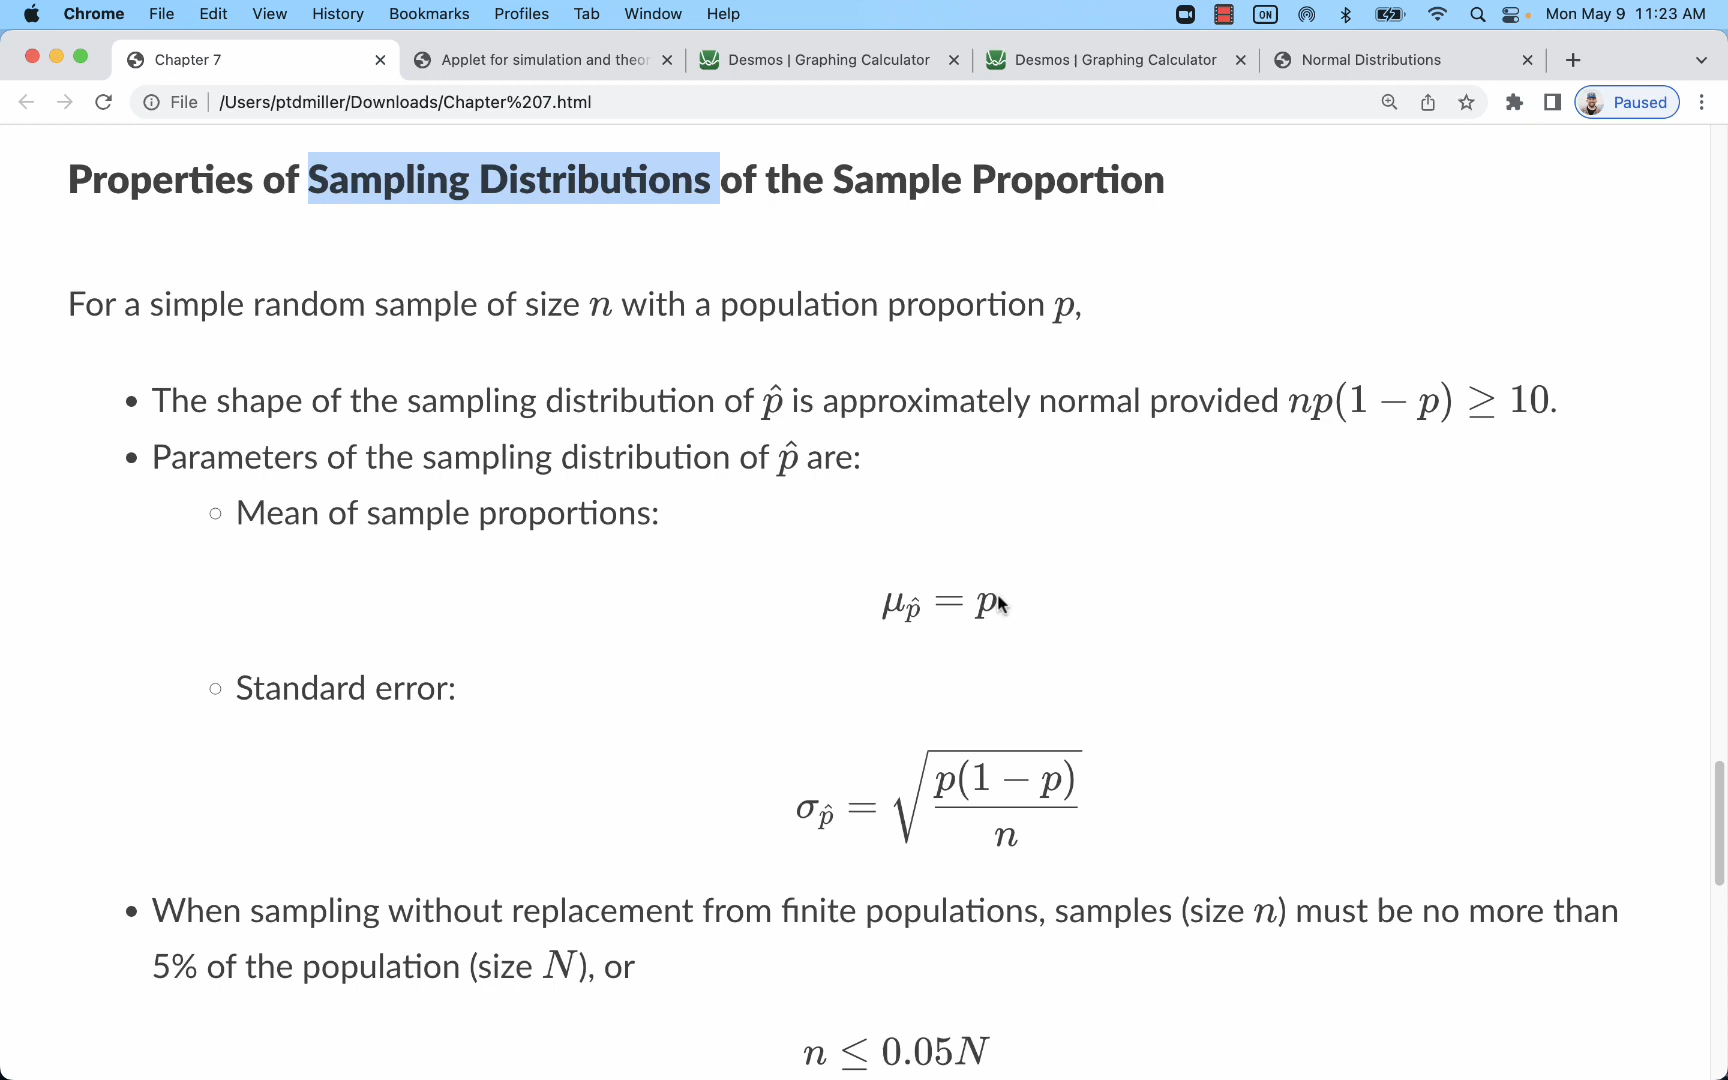 Chrome File Edit View History Bookmarks Profiles Tab Window Help ON Mon May 9 11:23 AM
Chapter 7 Applet for simulation and theor Desmos | Graphing Calculator Desmos | Graphing Calculator Normal Distributions
File /Users/ptdmiller/Downloads/Chapter%207.html Paused
Properties of Sampling Distributions of the Sample Proportion
For a simple random sample of size n with a population proportion p,
• The shape of the sampling distribution of p̂ is approximately normal provided np(1 − p) ≥ 10.
• Parameters of the sampling distribution of p̂ are:
◦ Mean of sample proportions:
μ_p̂ = p
◦ Standard error:
σ_p̂ = √(p(1 − p)/n)
• When sampling without replacement from finite populations, samples (size n) must be no more than
5% of the population (size N), or
n ≤ 0.05N